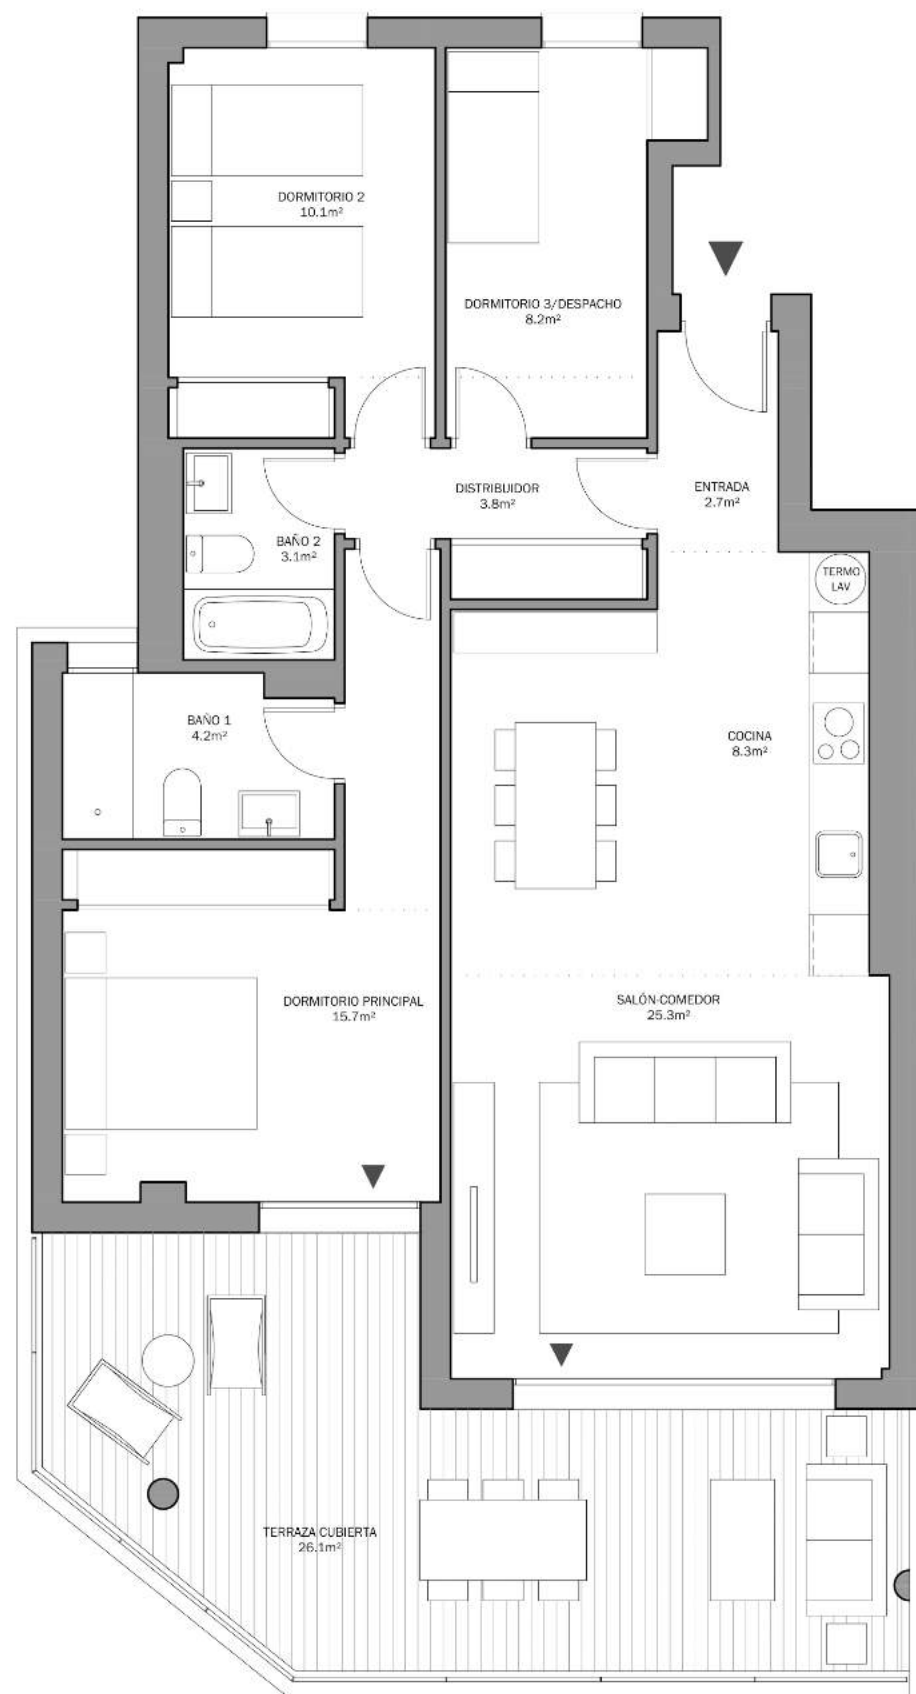 DORMITORIO 2
10.1m²
DORMITORIO 3/DESPACHO
8.2m²
DISTRIBUIDOR
3.8m²
ENTRADA
2.7m²
BAÑO 2
3.1m²
TERMO
LAV
BAÑO 1
4.2m²
COCINA
8.3m²
DORMITORIO PRINCIPAL
15.7m²
SALÓN-COMEDOR
25.3m²
TERRAZA CUBIERTA
26.1m²